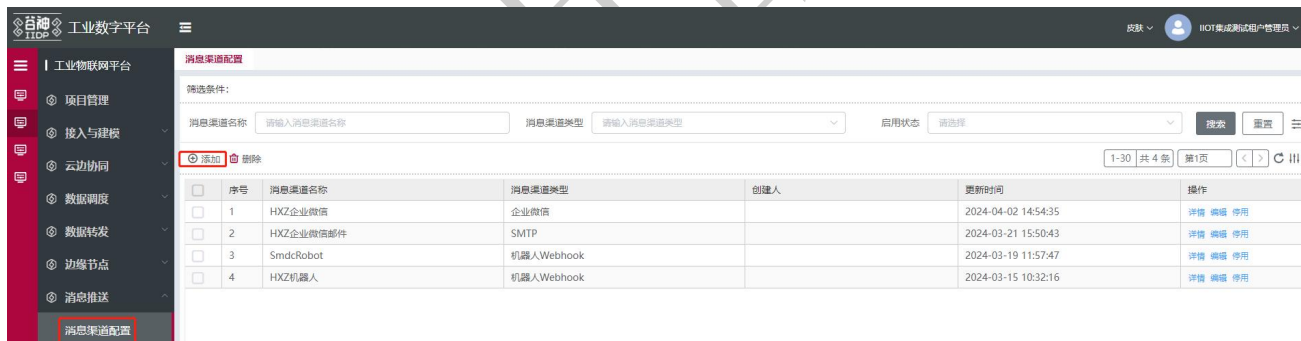 谷神 IIDP 工业数字平台 皮肤 IIOT集成测试租户管理员
工业物联网平台
项目管理
接入与建模
云边协同
数据调度
数据转发
边缘节点
消息推送
消息渠道配置
消息渠道配置
筛选条件：
消息渠道名称 请输入消息渠道名称 消息渠道类型 请输入消息渠道类型 启用状态 请选择 搜索 重置
添加 删除 1-30 共 4 条 第1页
序号 消息渠道名称 消息渠道类型 创建人 更新时间 操作
1 HXZ企业微信 企业微信 2024-04-02 14:54:35 详情 编辑 停用
2 HXZ企业微信邮件 SMTP 2024-03-21 15:50:43 详情 编辑 停用
3 SmdcRobot 机器人Webhook 2024-03-19 11:57:47 详情 编辑 停用
4 HXZ机器人 机器人Webhook 2024-03-15 10:32:16 详情 编辑 停用